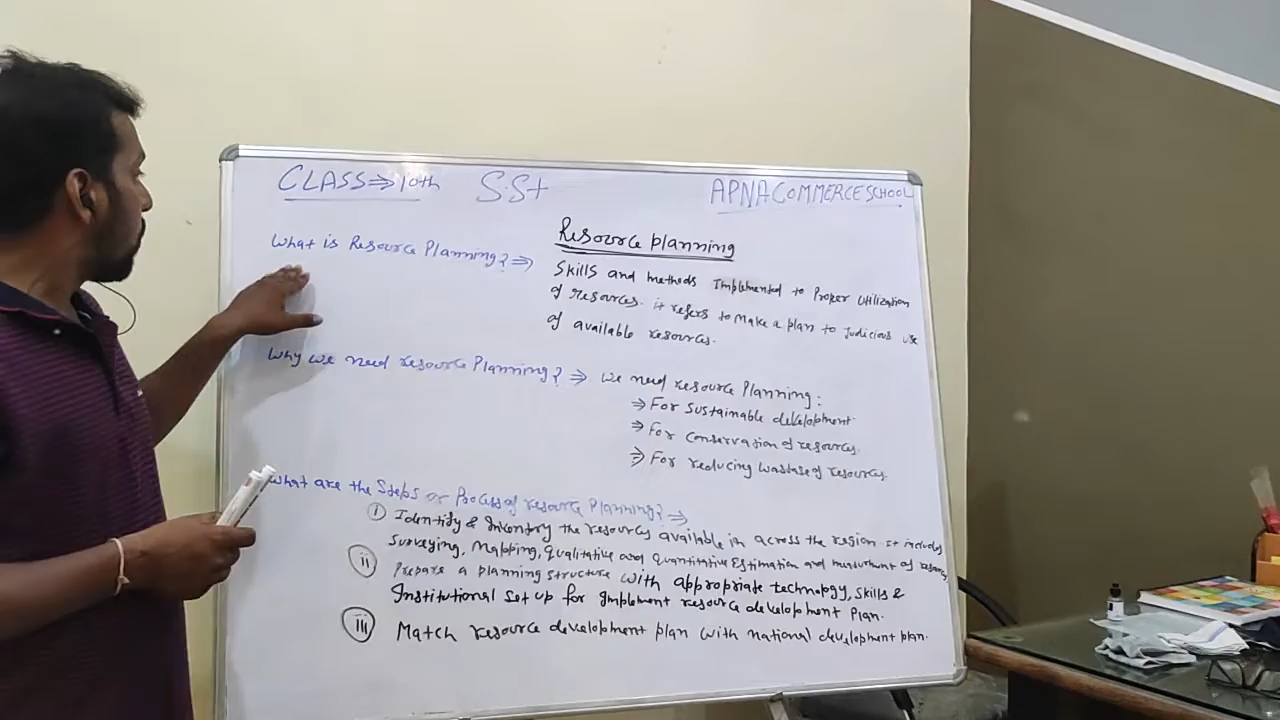 CLASS⇒10th S.St APNA COMMERCE SCHOOL
Resource planning
What is Resource Planning? ⇒ Skills and methods Implemented to Proper Utilization
of resources. it refers to Make a plan to Judicious use
of available resources.
Why we need resource Planning? ⇒ We need resource Planning:
⇒ For sustainable development
⇒ For conservation of resources.
⇒ For reducing wastase of resources.
What are the Steps or Process of resource Planning? ⇒
(i) Identify & Inventory the resources available in across the region. It includes
Surveying, Mapping, Qualitative and Quantitative Estimation and measurment of resources
(ii) Prepare a planning structure with appropriate technology, skills &
Institutional set up for Implement resource development Plan.
(iii) Match resource development plan with national development plan.